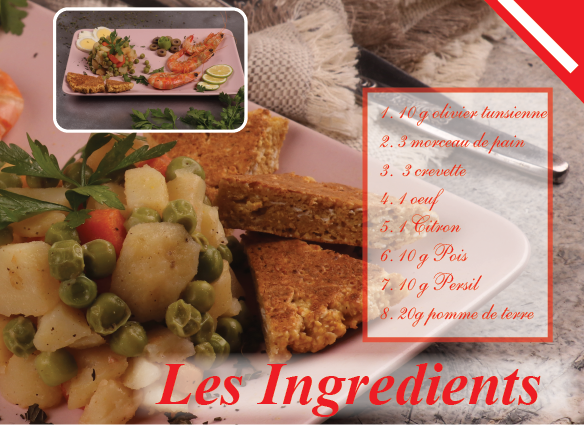 1. 10 g olivier tunsienne
2. 3 morceau de pain
3. 3 crevette
4. 1 oeuf
5. 1 Citron
6. 10 g Pois
7. 10 g Persil
8. 20g pomme de terre
Les Ingredients